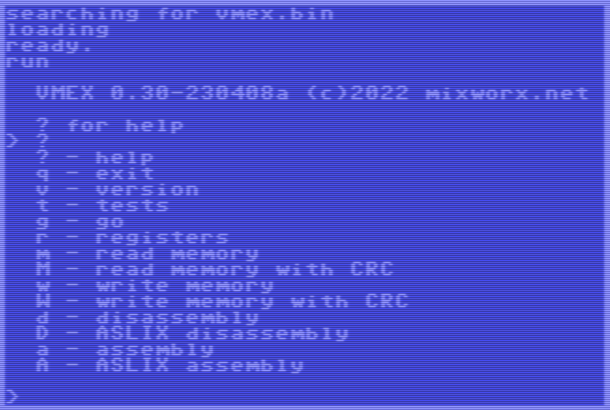 searching for vmex.bin
loading
ready.
run
VMEX 0.30-230408a (c)2022 mixworx.net
? for help
> ?
? - help
q - exit
v - version
t - tests
g - go
r - registers
m - read memory
M - read memory with CRC
w - write memory
W - write memory with CRC
d - disassembly
D - ASLIX disassembly
a - assembly
A - ASLIX assembly
>